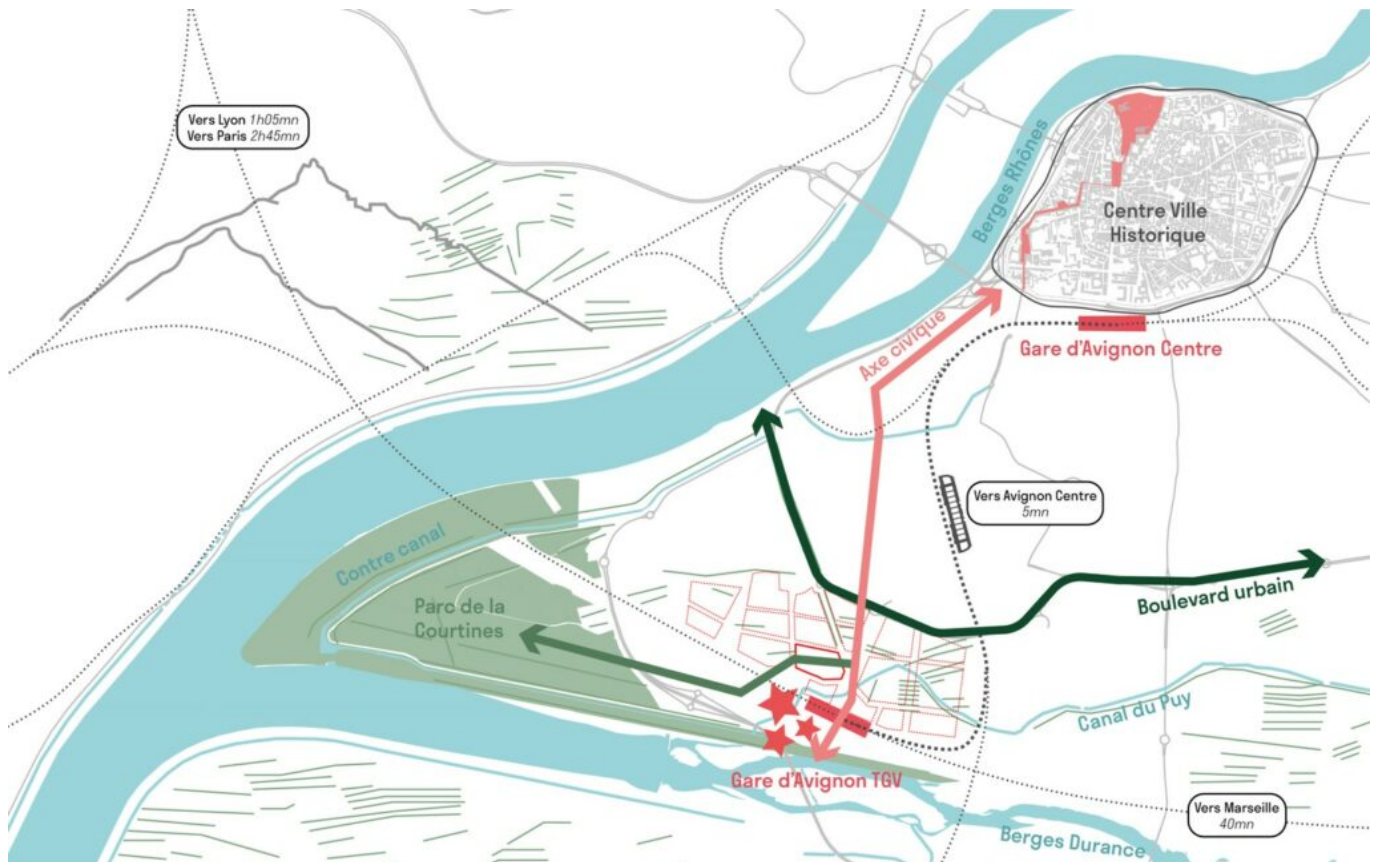 Vers Lyon 1h05mn
Vers Paris 2h45mn
Berges Rhônes
Centre Ville
Historique
Axe civique
Gare d'Avignon Centre
Vers Avignon Centre
5mn
Contre canal
Parc de la
Courtines
Boulevard urbain
Canal du Puy
Gare d'Avignon TGV
Vers Marseille
40mn
Berges Durance